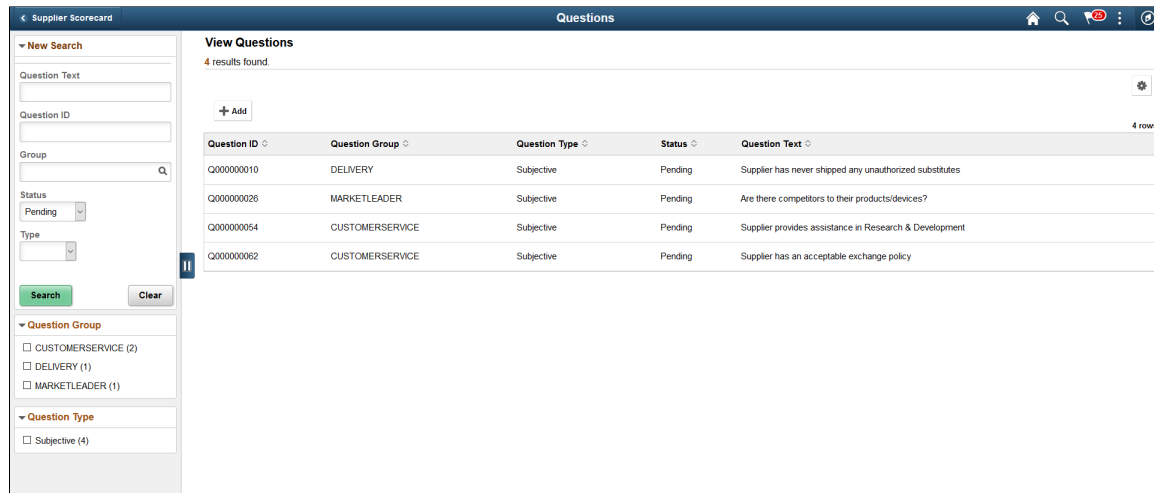 Supplier Scorecard
Questions
25
New Search
Question Text
Question ID
Group
Status
Pending
Type
Search
Clear
Question Group
CUSTOMERSERVICE (2)
DELIVERY (1)
MARKETLEADER (1)
Question Type
Subjective (4)
View Questions
4 results found.
Add
4 rows
Question ID Question Group Question Type Status Question Text
Q000000010 DELIVERY Subjective Pending Supplier has never shipped any unauthorized substitutes
Q000000026 MARKETLEADER Subjective Pending Are there competitors to their products/devices?
Q000000054 CUSTOMERSERVICE Subjective Pending Supplier provides assistance in Research & Development
Q000000062 CUSTOMERSERVICE Subjective Pending Supplier has an acceptable exchange policy